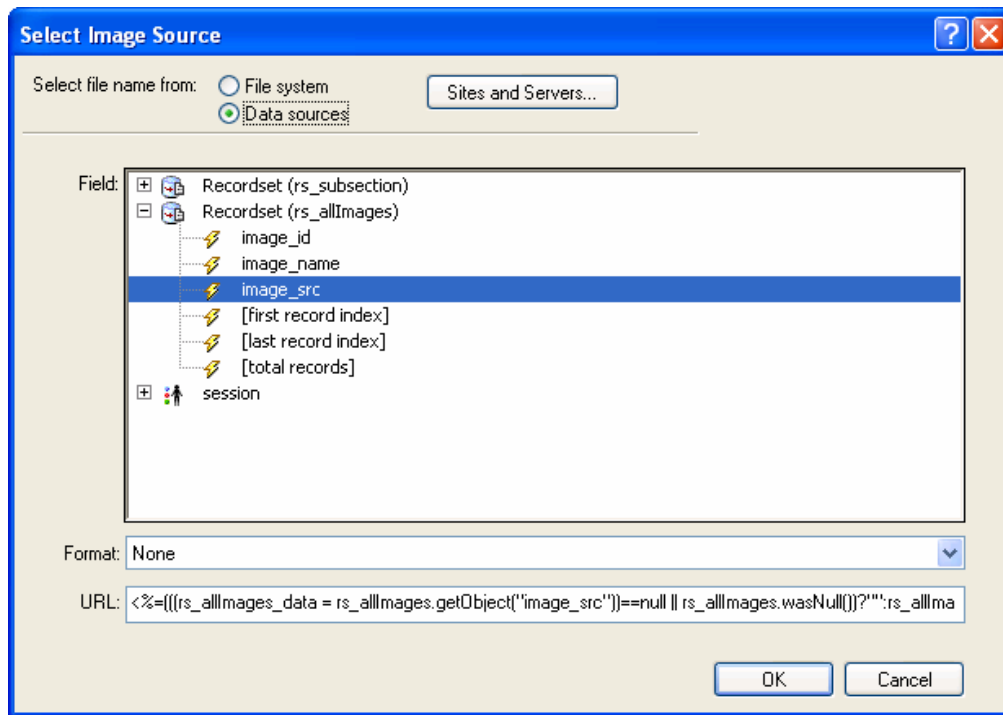 Select Image Source
Select file name from:
File system
Data sources
Sites and Servers...
Field:
Recordset (rs_subsection)
Recordset (rs_allImages)
image_id
image_name
image_src
[first record index]
[last record index]
[total records]
session
Format: None
URL: <%=(((rs_allImages_data = rs_allImages.getObject("image_src"))==null || rs_allImages.wasNull())?"":rs_allIma
OK Cancel